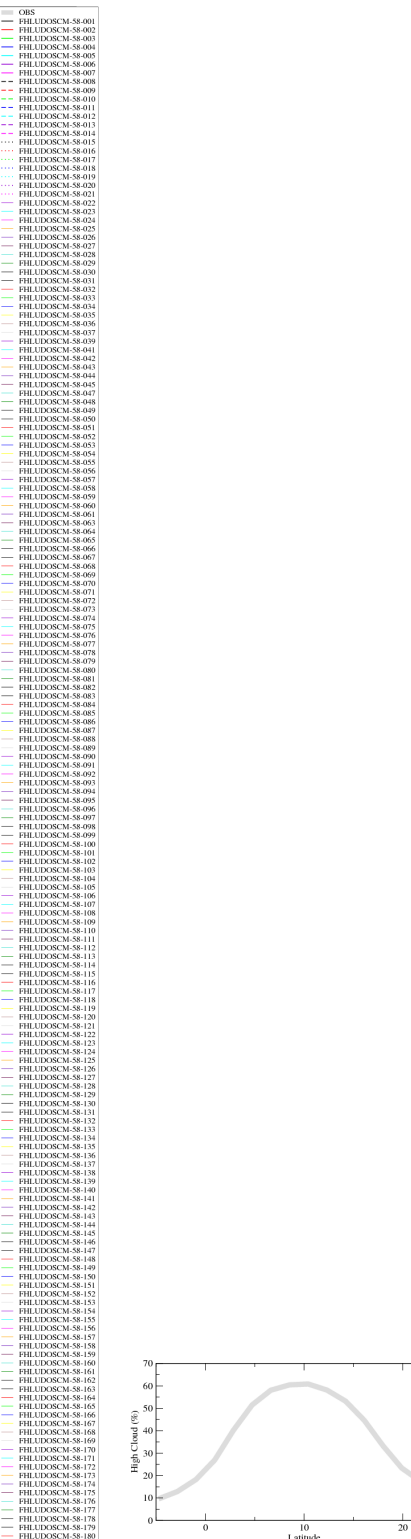 OBS
FHLUDOSCM-58-001
FHLUDOSCM-58-002
FHLUDOSCM-58-003
FHLUDOSCM-58-004
FHLUDOSCM-58-005
FHLUDOSCM-58-006
FHLUDOSCM-58-007
FHLUDOSCM-58-008
FHLUDOSCM-58-009
FHLUDOSCM-58-010
FHLUDOSCM-58-011
FHLUDOSCM-58-012
FHLUDOSCM-58-013
FHLUDOSCM-58-014
FHLUDOSCM-58-015
FHLUDOSCM-58-016
FHLUDOSCM-58-017
FHLUDOSCM-58-018
FHLUDOSCM-58-019
FHLUDOSCM-58-020
FHLUDOSCM-58-021
FHLUDOSCM-58-022
FHLUDOSCM-58-023
FHLUDOSCM-58-024
FHLUDOSCM-58-025
FHLUDOSCM-58-026
FHLUDOSCM-58-027
FHLUDOSCM-58-028
FHLUDOSCM-58-029
FHLUDOSCM-58-030
FHLUDOSCM-58-031
FHLUDOSCM-58-032
FHLUDOSCM-58-033
FHLUDOSCM-58-034
FHLUDOSCM-58-035
FHLUDOSCM-58-036
FHLUDOSCM-58-037
FHLUDOSCM-58-039
FHLUDOSCM-58-041
FHLUDOSCM-58-042
FHLUDOSCM-58-043
FHLUDOSCM-58-044
FHLUDOSCM-58-045
FHLUDOSCM-58-047
FHLUDOSCM-58-048
FHLUDOSCM-58-049
FHLUDOSCM-58-050
FHLUDOSCM-58-051
FHLUDOSCM-58-052
FHLUDOSCM-58-053
FHLUDOSCM-58-054
FHLUDOSCM-58-055
FHLUDOSCM-58-056
FHLUDOSCM-58-057
FHLUDOSCM-58-058
FHLUDOSCM-58-059
FHLUDOSCM-58-060
FHLUDOSCM-58-061
FHLUDOSCM-58-063
FHLUDOSCM-58-064
FHLUDOSCM-58-065
FHLUDOSCM-58-066
FHLUDOSCM-58-067
FHLUDOSCM-58-068
FHLUDOSCM-58-069
FHLUDOSCM-58-070
FHLUDOSCM-58-071
FHLUDOSCM-58-072
FHLUDOSCM-58-073
FHLUDOSCM-58-074
FHLUDOSCM-58-075
FHLUDOSCM-58-076
FHLUDOSCM-58-077
FHLUDOSCM-58-078
FHLUDOSCM-58-079
FHLUDOSCM-58-080
FHLUDOSCM-58-081
FHLUDOSCM-58-082
FHLUDOSCM-58-083
FHLUDOSCM-58-084
FHLUDOSCM-58-085
FHLUDOSCM-58-086
FHLUDOSCM-58-087
FHLUDOSCM-58-088
FHLUDOSCM-58-089
FHLUDOSCM-58-090
FHLUDOSCM-58-091
FHLUDOSCM-58-092
FHLUDOSCM-58-093
FHLUDOSCM-58-094
FHLUDOSCM-58-095
FHLUDOSCM-58-096
FHLUDOSCM-58-097
FHLUDOSCM-58-098
FHLUDOSCM-58-099
FHLUDOSCM-58-100
FHLUDOSCM-58-101
FHLUDOSCM-58-102
FHLUDOSCM-58-103
FHLUDOSCM-58-104
FHLUDOSCM-58-105
FHLUDOSCM-58-106
FHLUDOSCM-58-107
FHLUDOSCM-58-108
FHLUDOSCM-58-109
FHLUDOSCM-58-110
FHLUDOSCM-58-111
FHLUDOSCM-58-112
FHLUDOSCM-58-113
FHLUDOSCM-58-114
FHLUDOSCM-58-115
FHLUDOSCM-58-116
FHLUDOSCM-58-117
FHLUDOSCM-58-118
FHLUDOSCM-58-119
FHLUDOSCM-58-120
FHLUDOSCM-58-121
FHLUDOSCM-58-122
FHLUDOSCM-58-123
FHLUDOSCM-58-124
FHLUDOSCM-58-125
FHLUDOSCM-58-126
FHLUDOSCM-58-127
FHLUDOSCM-58-128
FHLUDOSCM-58-129
FHLUDOSCM-58-130
FHLUDOSCM-58-131
FHLUDOSCM-58-132
FHLUDOSCM-58-133
FHLUDOSCM-58-134
FHLUDOSCM-58-135
FHLUDOSCM-58-136
FHLUDOSCM-58-137
FHLUDOSCM-58-138
FHLUDOSCM-58-139
FHLUDOSCM-58-140
FHLUDOSCM-58-141
FHLUDOSCM-58-142
FHLUDOSCM-58-143
FHLUDOSCM-58-144
FHLUDOSCM-58-145
FHLUDOSCM-58-146
FHLUDOSCM-58-147
FHLUDOSCM-58-148
FHLUDOSCM-58-149
FHLUDOSCM-58-150
FHLUDOSCM-58-151
FHLUDOSCM-58-152
FHLUDOSCM-58-153
FHLUDOSCM-58-154
FHLUDOSCM-58-155
FHLUDOSCM-58-156
FHLUDOSCM-58-157
FHLUDOSCM-58-158
FHLUDOSCM-58-159
FHLUDOSCM-58-160
FHLUDOSCM-58-161
FHLUDOSCM-58-162
FHLUDOSCM-58-163
FHLUDOSCM-58-164
FHLUDOSCM-58-165
FHLUDOSCM-58-166
FHLUDOSCM-58-167
FHLUDOSCM-58-168
FHLUDOSCM-58-169
FHLUDOSCM-58-170
FHLUDOSCM-58-171
FHLUDOSCM-58-172
FHLUDOSCM-58-173
FHLUDOSCM-58-174
FHLUDOSCM-58-175
FHLUDOSCM-58-176
FHLUDOSCM-58-177
FHLUDOSCM-58-178
FHLUDOSCM-58-179
FHLUDOSCM-58-180
High Cloud (%)
70
60
50
40
30
20
10
0
0 10 20
Latitude